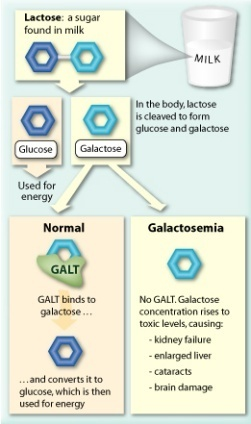 Lactose: a sugar
found in milk
MILK
In the body, lactose
is cleaved to form
glucose and galactose
Glucose
Galactose
Used for
energy
Normal
GALT
GALT binds to
galactose ...
...and converts it to
glucose, which is then
used for energy
Galactosemia
No GALT. Galactose
concentration rises to
toxic levels, causing:
- kidney failure
- enlarged liver
- cataracts
- brain damage